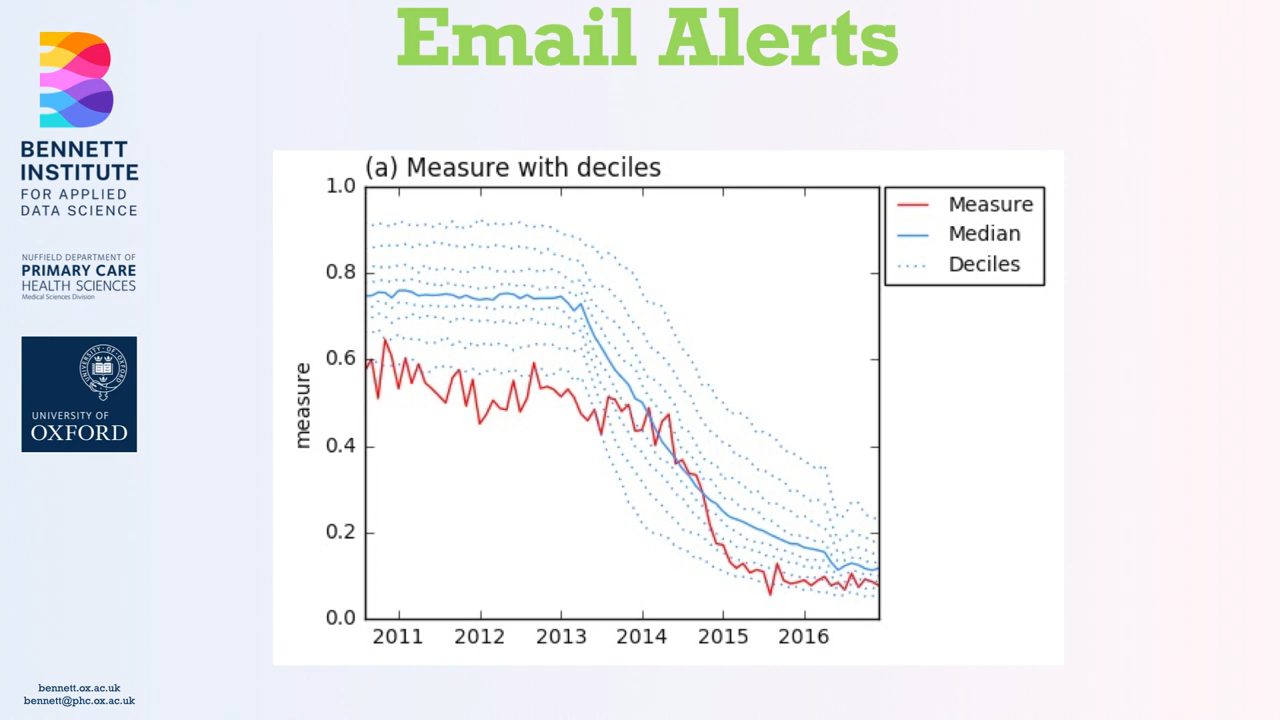 Email Alerts
BENNETT
INSTITUTE
FOR APPLIED
DATA SCIENCE
NUFFIELD DEPARTMENT OF
PRIMARY CARE
HEALTH SCIENCES
Medical Sciences Division
UNIVERSITY OF
OXFORD
bennett.ox.ac.uk
bennett@phc.ox.ac.uk
(a) Measure with deciles
measure
1.0
0.8
0.6
0.4
0.2
0.0
2011 2012 2013 2014 2015 2016
Measure
Median
Deciles